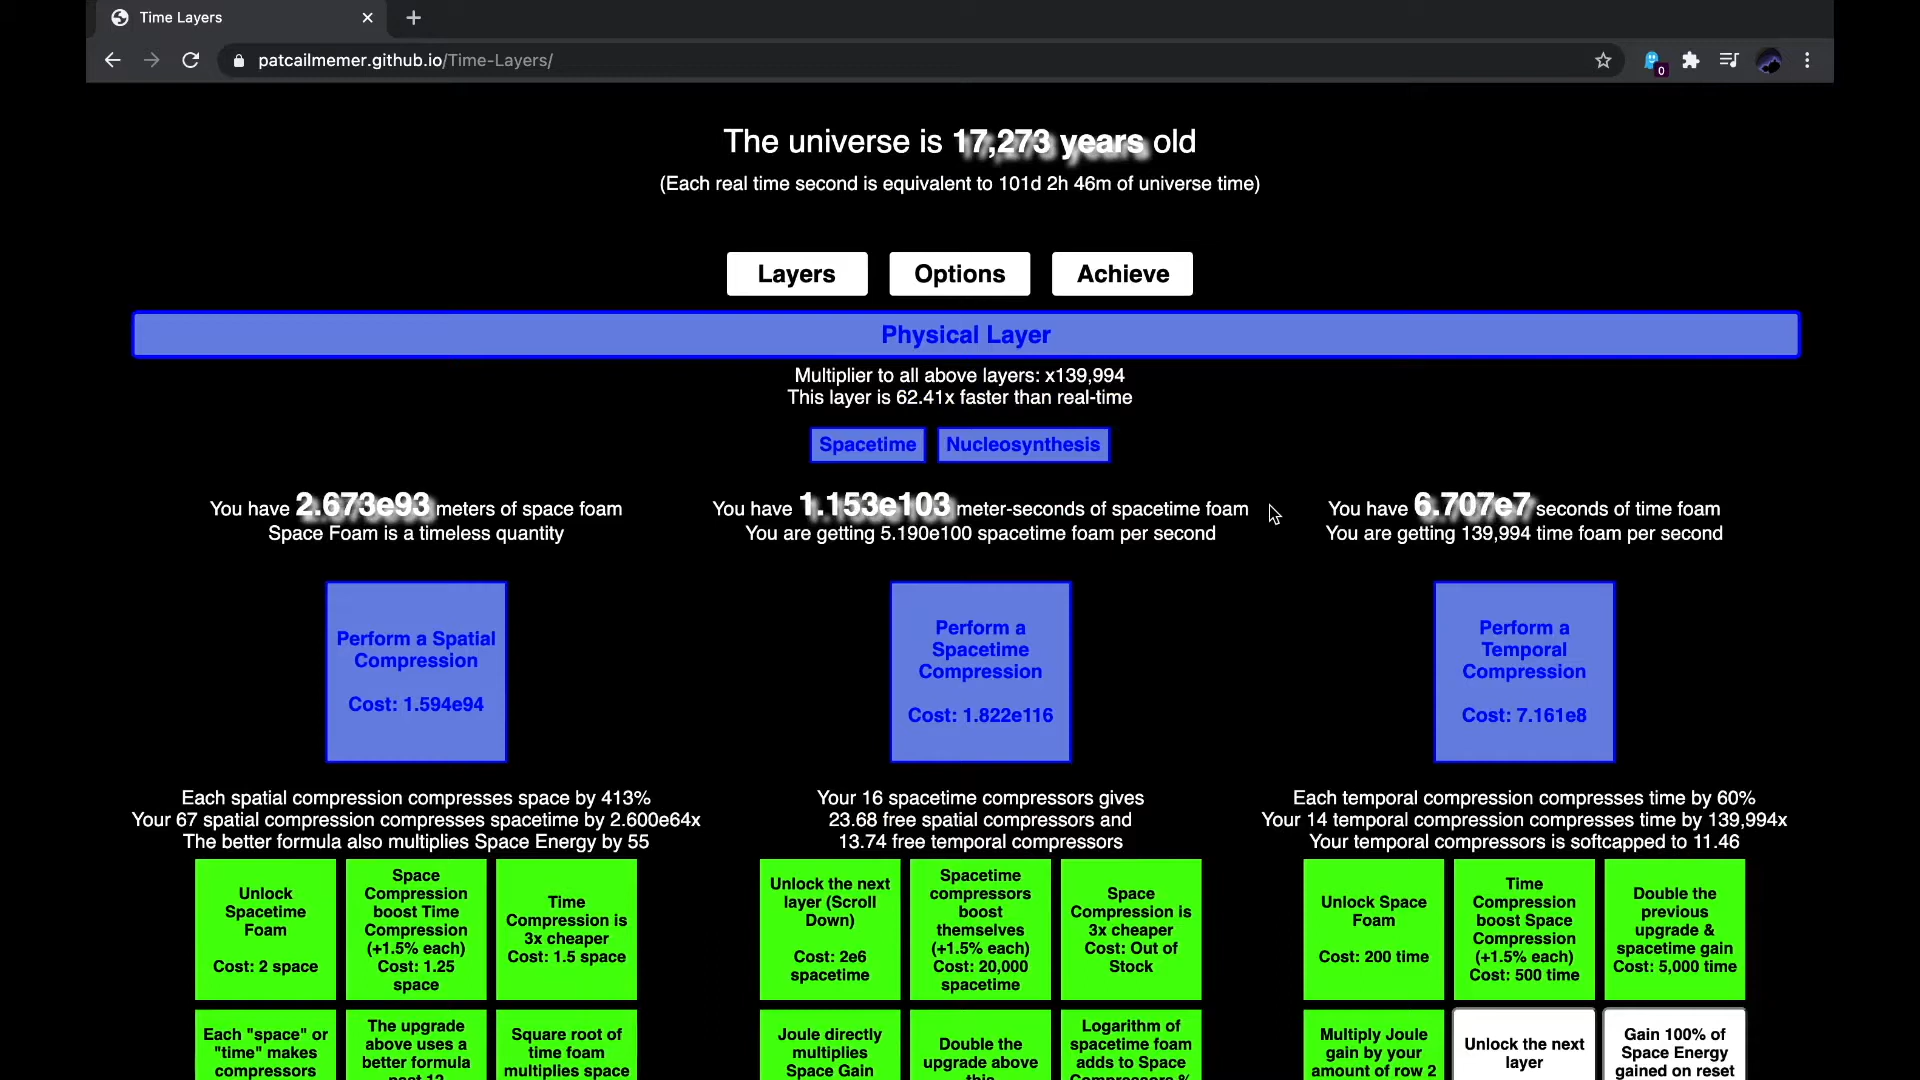 Time Layers
patcailmemer.github.io/Time-Layers/
0
The universe is 17,273 years old
(Each real time second is equivalent to 101d 2h 46m of universe time)
Layers
Options
Achieve
Physical Layer
Multiplier to all above layers: x139,994
This layer is 62.41x faster than real-time
Spacetime
Nucleosynthesis
You have 2.673e93 meters of space foam
Space Foam is a timeless quantity
Perform a Spatial
Compression
Cost: 1.594e94
Each spatial compression compresses space by 413%
Your 67 spatial compression compresses spacetime by 2.600e64x
The better formula also multiplies Space Energy by 55
Unlock
Spacetime
Foam
Cost: 2 space
Space
Compression
boost Time
Compression
(+1.5% each)
Cost: 1.25
space
Time
Compression is
3x cheaper
Cost: 1.5 space
Each "space" or
"time" makes
compressors
The upgrade
above uses a
better formula
Square root of
time foam
multiplies space
You have 1.153e103 meter-seconds of spacetime foam
You are getting 5.190e100 spacetime foam per second
Perform a
Spacetime
Compression
Cost: 1.822e116
Your 16 spacetime compressors gives
23.68 free spatial compressors and
13.74 free temporal compressors
Unlock the next
layer (Scroll
Down)
Cost: 2e6
spacetime
Spacetime
compressors
boost
themselves
(+1.5% each)
Cost: 20,000
spacetime
Space
Compression is
3x cheaper
Cost: Out of
Stock
Joule directly
multiplies
Space Gain
Double the
upgrade above
this
Logarithm of
spacetime foam
adds to Space
You have 6.707e7 seconds of time foam
You are getting 139,994 time foam per second
Perform a
Temporal
Compression
Cost: 7.161e8
Each temporal compression compresses time by 60%
Your 14 temporal compression compresses time by 139,994x
Your temporal compressors is softcapped to 11.46
Unlock Space
Foam
Cost: 200 time
Time
Compression
boost Space
Compression
(+1.5% each)
Cost: 500 time
Double the
previous
upgrade &
spacetime gain
Cost: 5,000 time
Multiply Joule
gain by your
amount of row 2
Unlock the next
layer
Gain 100% of
Space Energy
gained on reset